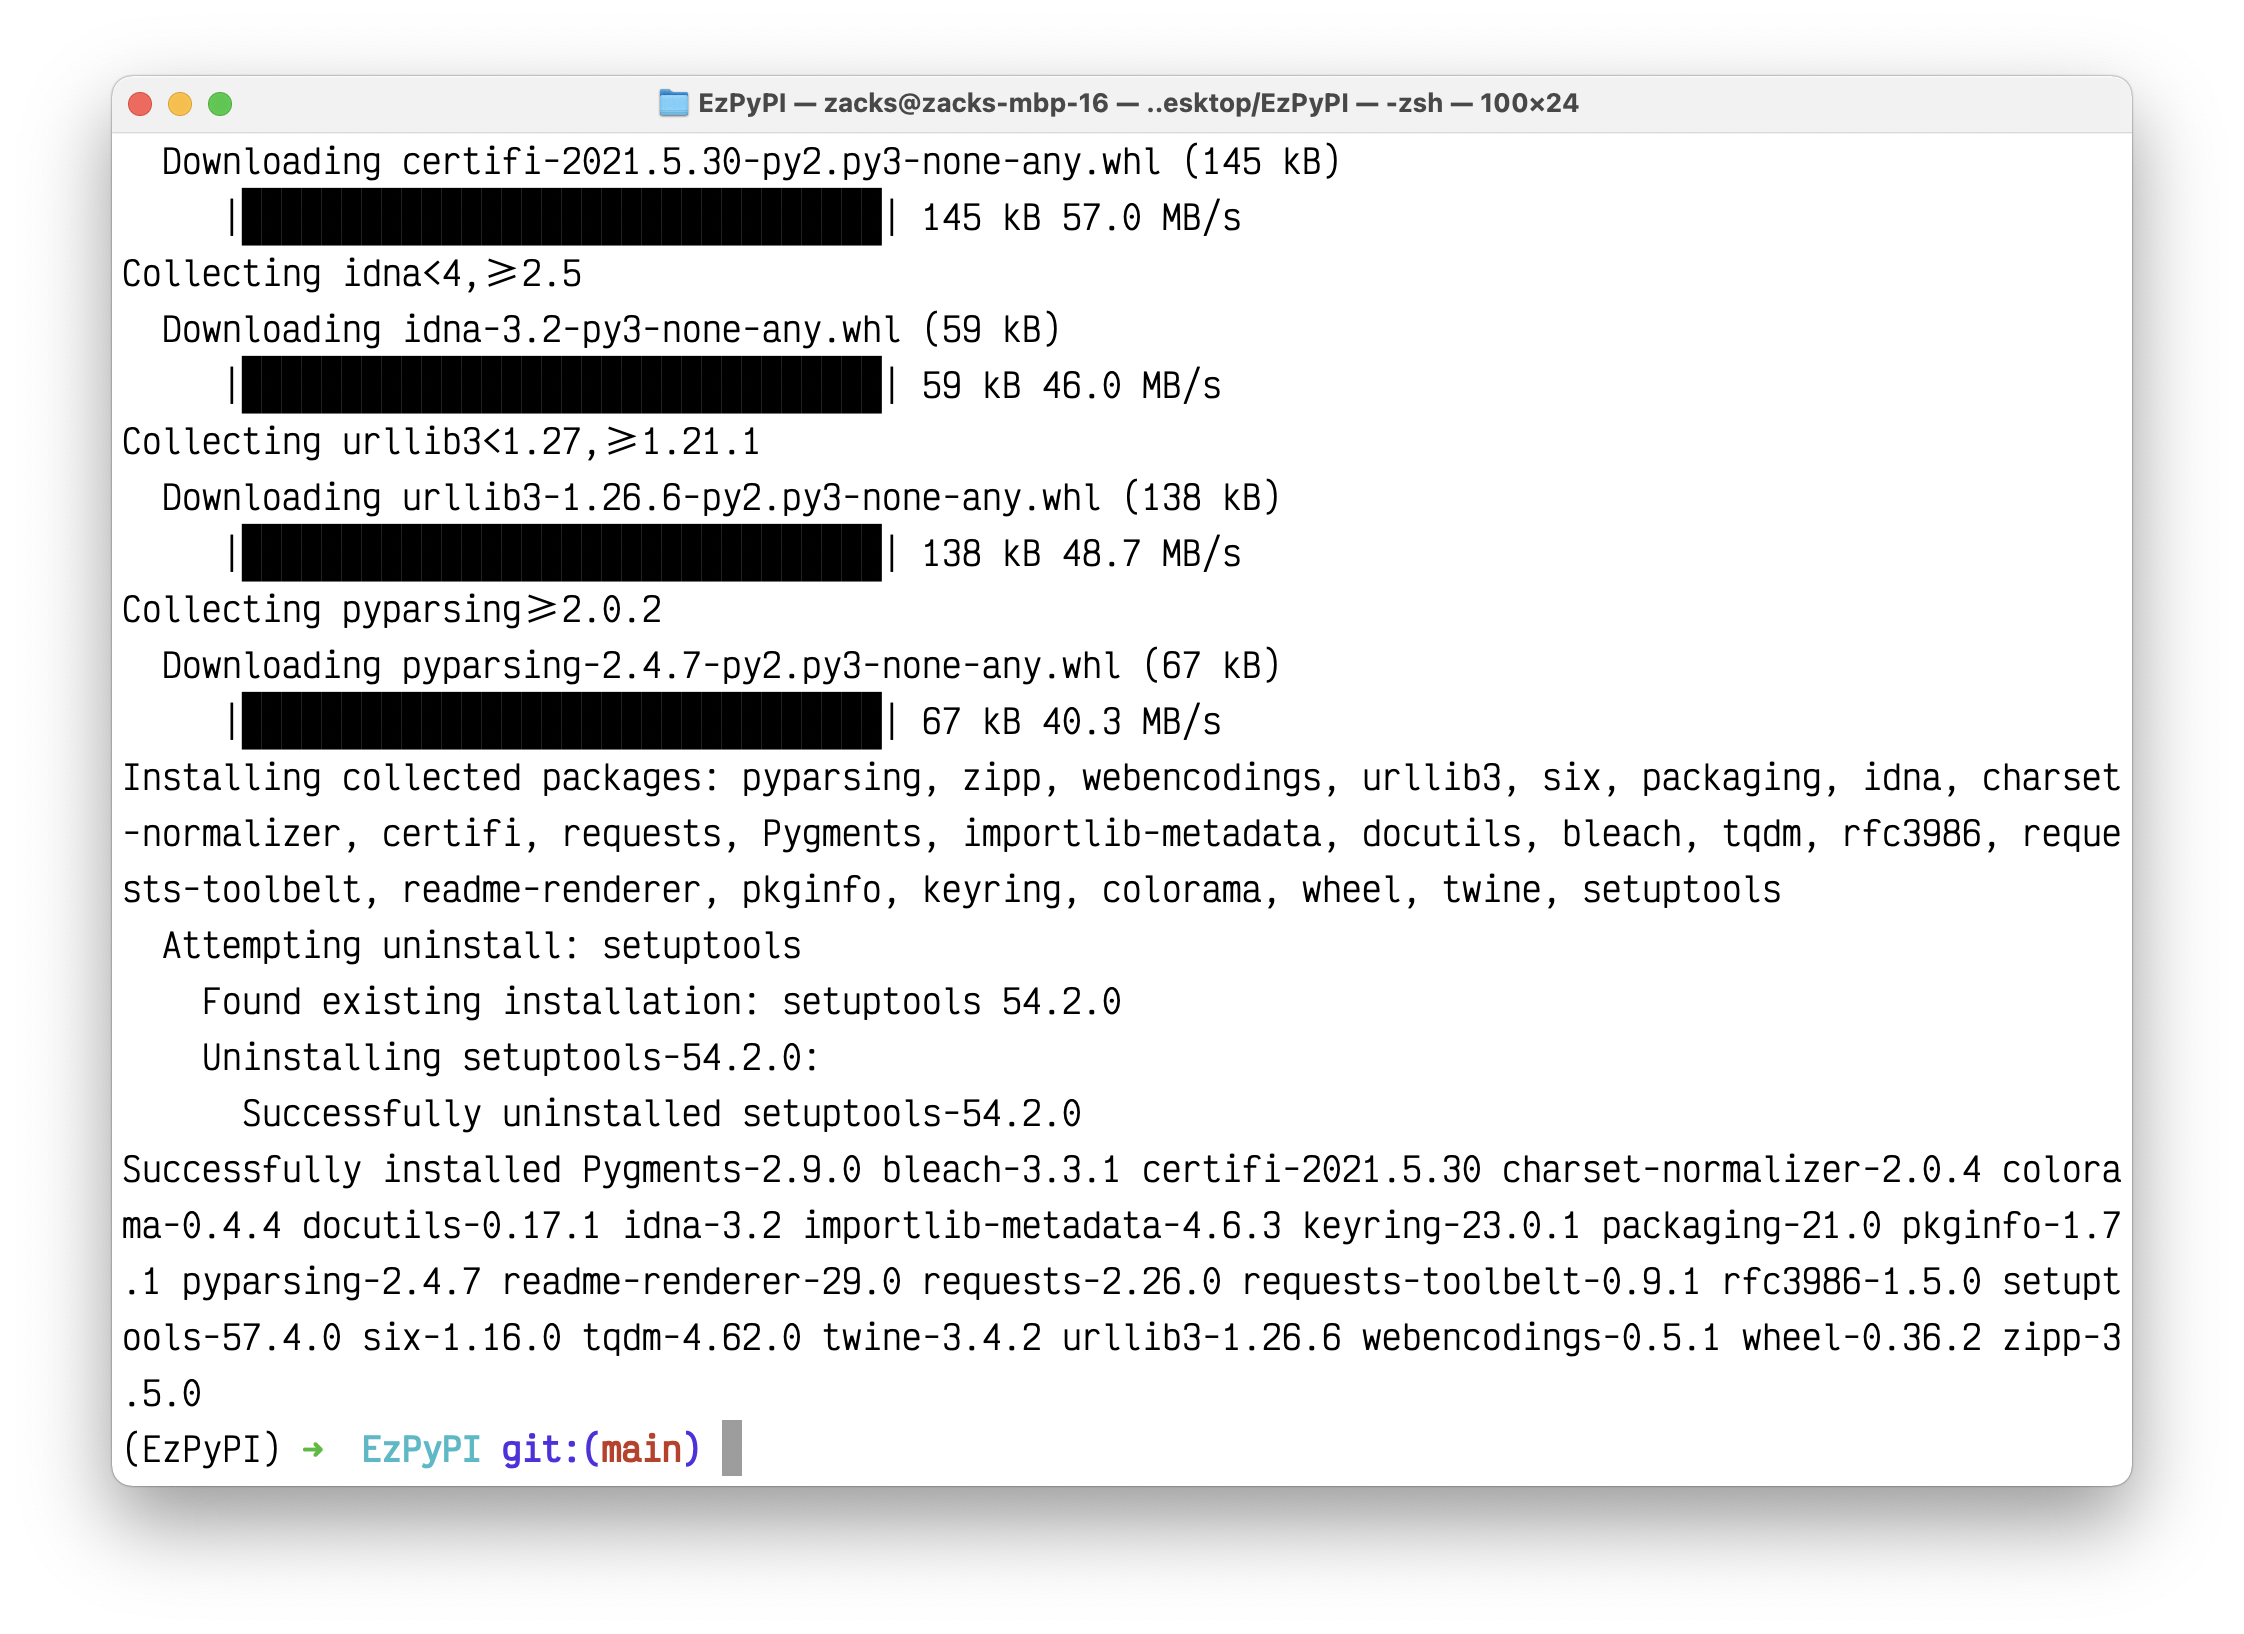 EzPyPI — zacks@zacks-mbp-16 — ..esktop/EzPyPI — -zsh — 100×24
Downloading certifi-2021.5.30-py2.py3-none-any.whl (145 kB)
|████████████████████████████████| 145 kB 57.0 MB/s
Collecting idna<4,>=2.5
Downloading idna-3.2-py3-none-any.whl (59 kB)
|████████████████████████████████| 59 kB 46.0 MB/s
Collecting urllib3<1.27,>=1.21.1
Downloading urllib3-1.26.6-py2.py3-none-any.whl (138 kB)
|████████████████████████████████| 138 kB 48.7 MB/s
Collecting pyparsing>=2.0.2
Downloading pyparsing-2.4.7-py2.py3-none-any.whl (67 kB)
|████████████████████████████████| 67 kB 40.3 MB/s
Installing collected packages: pyparsing, zipp, webencodings, urllib3, six, packaging, idna, charset
-normalizer, certifi, requests, Pygments, importlib-metadata, docutils, bleach, tqdm, rfc3986, reque
sts-toolbelt, readme-renderer, pkginfo, keyring, colorama, wheel, twine, setuptools
Attempting uninstall: setuptools
Found existing installation: setuptools 54.2.0
Uninstalling setuptools-54.2.0:
Successfully uninstalled setuptools-54.2.0
Successfully installed Pygments-2.9.0 bleach-3.3.1 certifi-2021.5.30 charset-normalizer-2.0.4 colora
ma-0.4.4 docutils-0.17.1 idna-3.2 importlib-metadata-4.6.3 keyring-23.0.1 packaging-21.0 pkginfo-1.7
.1 pyparsing-2.4.7 readme-renderer-29.0 requests-2.26.0 requests-toolbelt-0.9.1 rfc3986-1.5.0 setupt
ools-57.4.0 six-1.16.0 tqdm-4.62.0 twine-3.4.2 urllib3-1.26.6 webencodings-0.5.1 wheel-0.36.2 zipp-3
.5.0
(EzPyPI) ➜ EzPyPI git:(main)